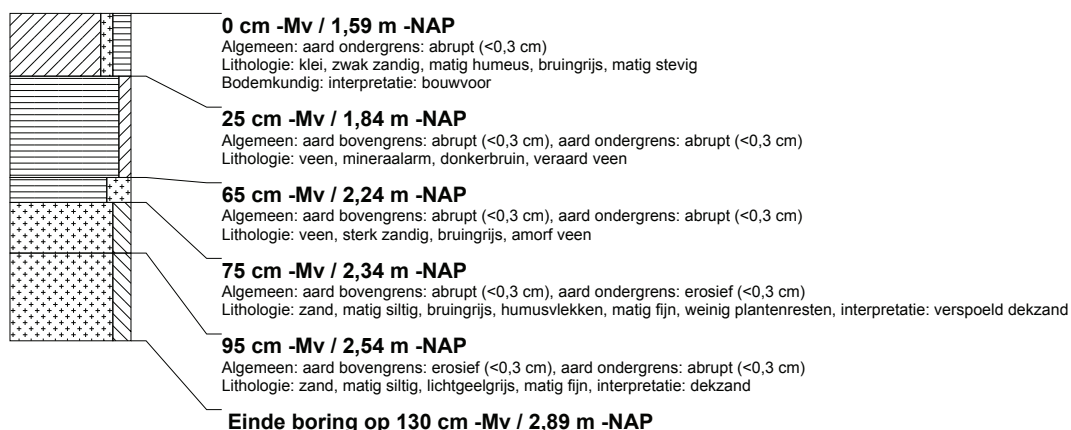 0 cm -Mv / 1,59 m -NAP
Algemeen: aard ondergrens: abrupt (<0,3 cm)
Lithologie: klei, zwak zandig, matig humeus, bruingrijs, matig stevig
Bodemkundig: interpretatie: bouwvoor
25 cm -Mv / 1,84 m -NAP
Algemeen: aard bovengrens: abrupt (<0,3 cm), aard ondergrens: abrupt (<0,3 cm)
Lithologie: veen, mineraalarm, donkerbruin, veraard veen
65 cm -Mv / 2,24 m -NAP
Algemeen: aard bovengrens: abrupt (<0,3 cm), aard ondergrens: abrupt (<0,3 cm)
Lithologie: veen, sterk zandig, bruingrijs, amorf veen
75 cm -Mv / 2,34 m -NAP
Algemeen: aard bovengrens: abrupt (<0,3 cm), aard ondergrens: erosief (<0,3 cm)
Lithologie: zand, matig siltig, bruingrijs, humusvlekken, matig fijn, weinig plantenresten, interpretatie: verspoeld dekzand
95 cm -Mv / 2,54 m -NAP
Algemeen: aard bovengrens: erosief (<0,3 cm), aard ondergrens: abrupt (<0,3 cm)
Lithologie: zand, matig siltig, lichtgeelgrijs, matig fijn, interpretatie: dekzand
Einde boring op 130 cm -Mv / 2,89 m -NAP